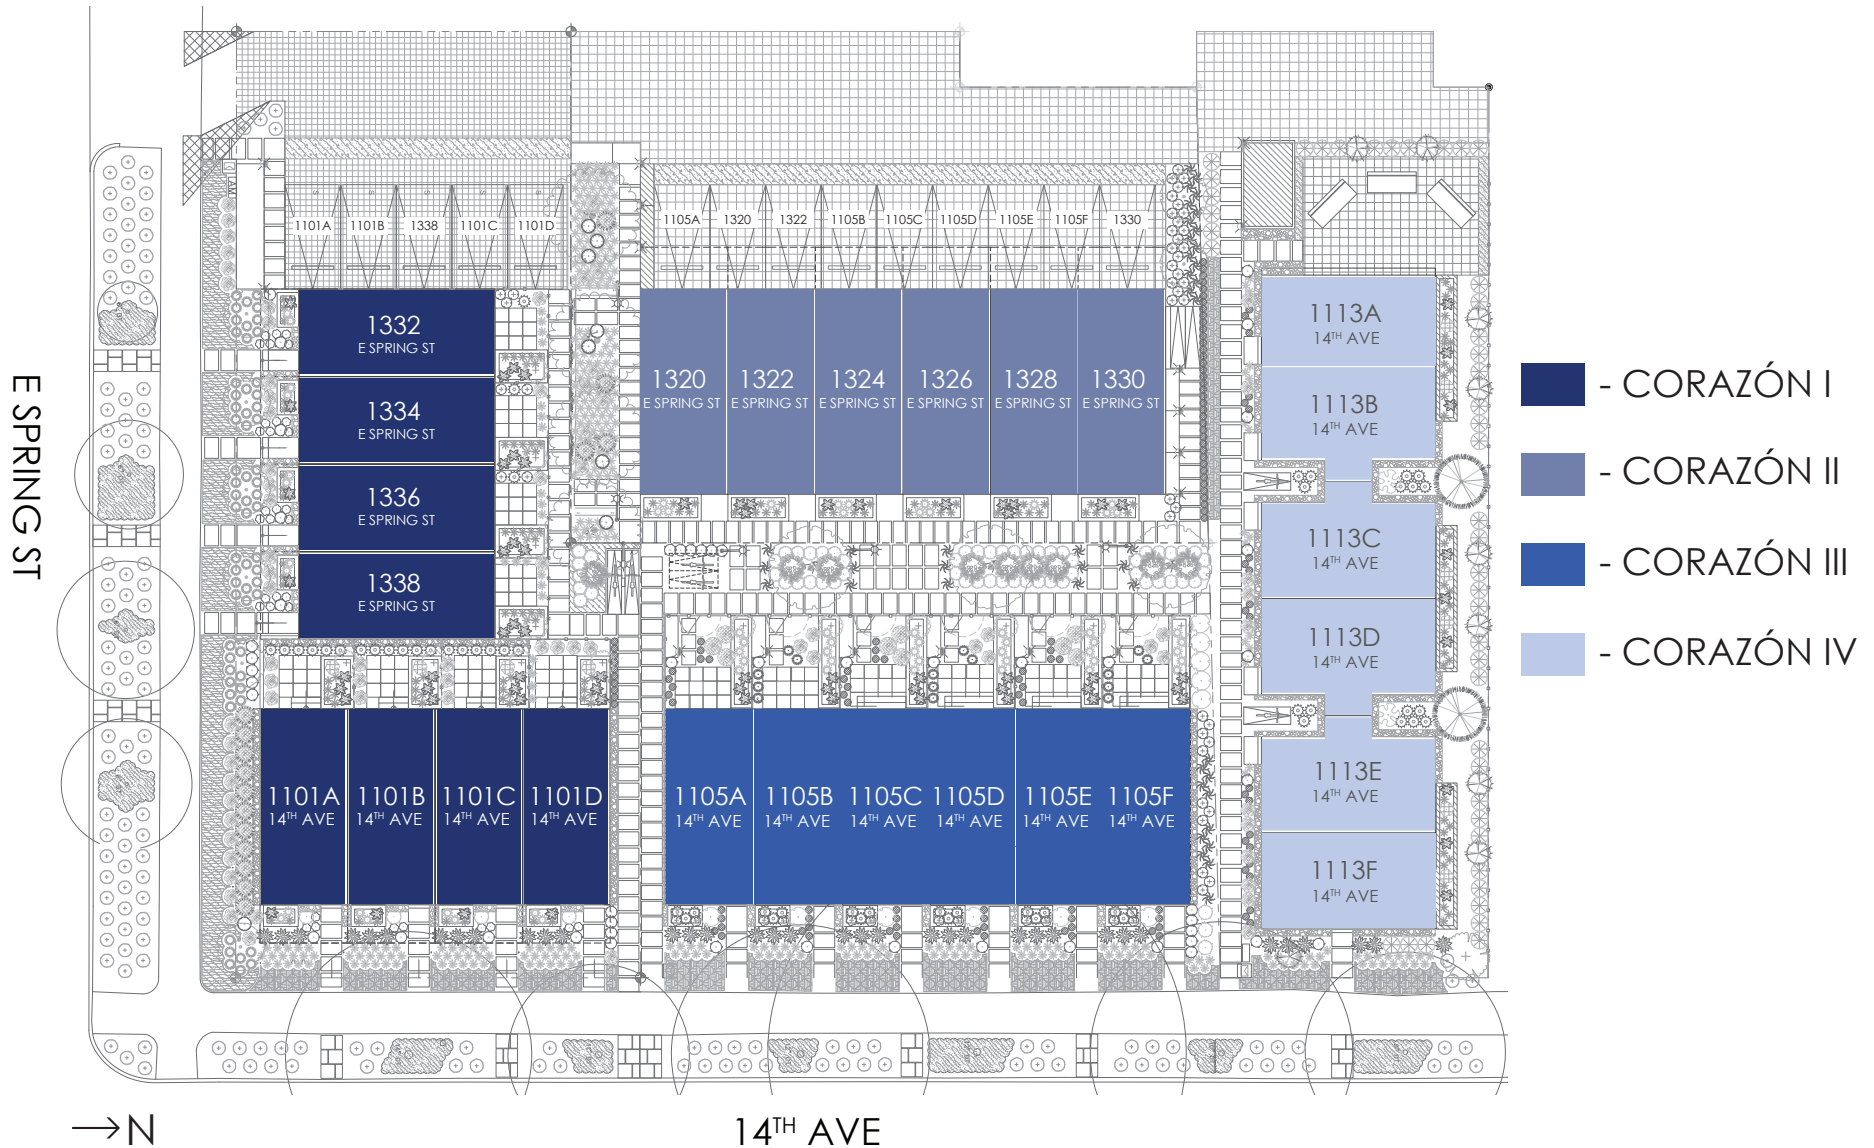 1101A
1101B
1338
1101C
1101D
1105A
1320
1322
1105B
1105C
1105D
1105E
1105F
1330
1332
E SPRING ST
1334
E SPRING ST
1336
E SPRING ST
1338
E SPRING ST
1320
E SPRING ST
1322
E SPRING ST
1324
E SPRING ST
1326
E SPRING ST
1328
E SPRING ST
1330
E SPRING ST
1113A
14TH AVE
1113B
14TH AVE
1113C
14TH AVE
1113D
14TH AVE
1113E
14TH AVE
1113F
14TH AVE
1101A
14TH AVE
1101B
14TH AVE
1101C
14TH AVE
1101D
14TH AVE
1105A
14TH AVE
1105B
14TH AVE
1105C
14TH AVE
1105D
14TH AVE
1105E
14TH AVE
1105F
14TH AVE
- CORAZÓN I
- CORAZÓN II
- CORAZÓN III
- CORAZÓN IV
E SPRING ST
N
14TH AVE